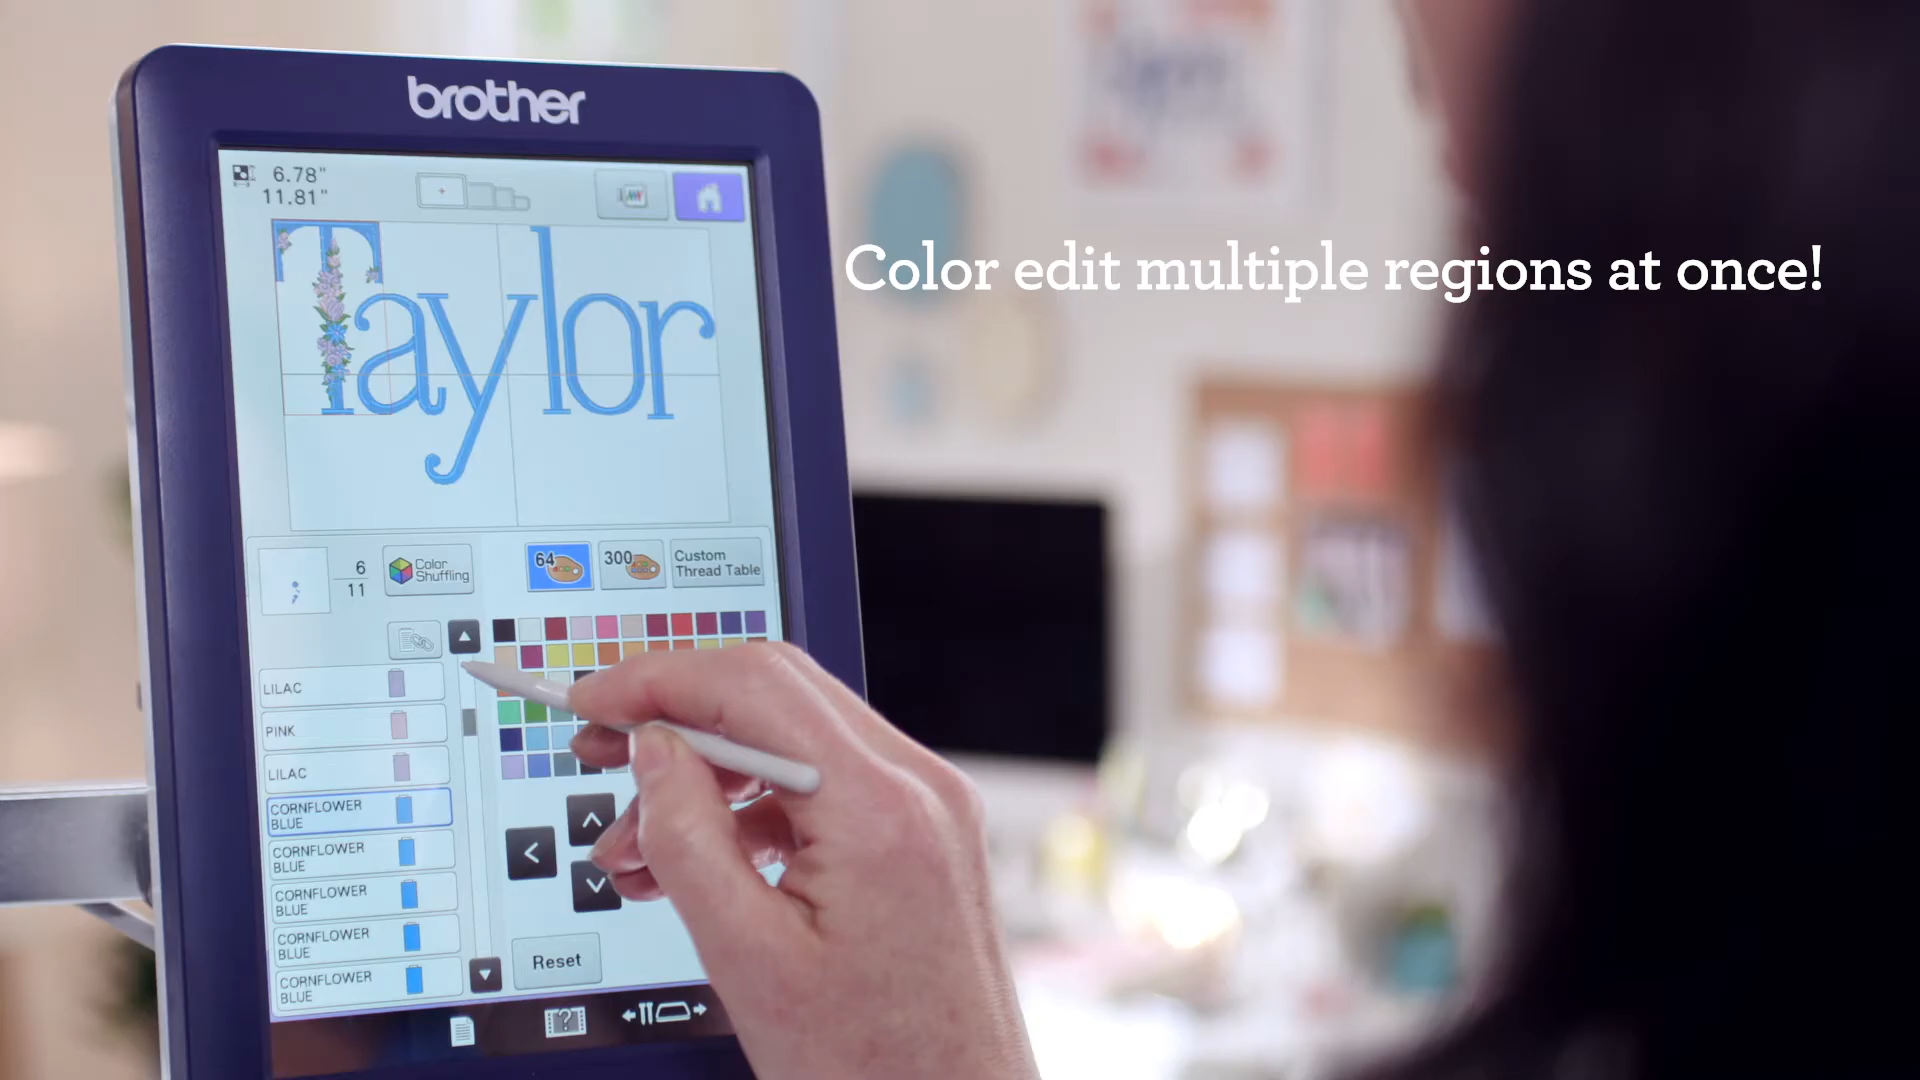 brother
6.78"
11.81"
Taylor
Color edit multiple regions at once!
6
11
Color
Shuffling
64
300
Custom
Thread Table
LILAC
PINK
LILAC
CORNFLOWER
BLUE
CORNFLOWER
BLUE
CORNFLOWER
BLUE
CORNFLOWER
BLUE
CORNFLOWER
BLUE
Reset
?